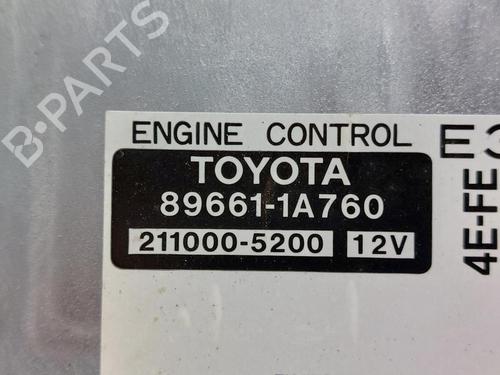 B-PARTS
ENGINE CONTROL
TOYOTA
89661-1A760
211000-5200 12V
4E-FE